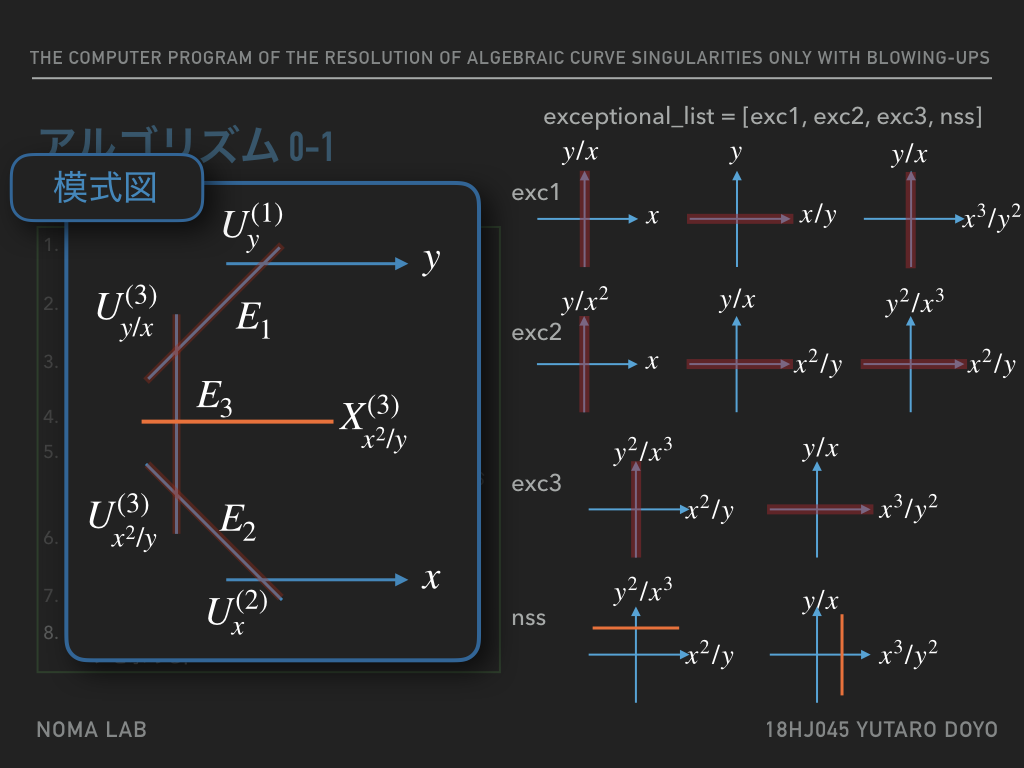 THE COMPUTER PROGRAM OF THE RESOLUTION OF ALGEBRAIC CURVE SINGULARITIES ONLY WITH BLOWING-UPS
アルゴリズム 0-1
模式図
1.
2.
3.
4.
5.
6.
7.
8.
U_y^{(1)}
y
U_{y/x}^{(3)}
E_1
E_3
X_{x^2/y}^{(3)}
U_{x^2/y}^{(3)}
E_2
x
U_x^{(2)}
exceptional_list = [exc1, exc2, exc3, nss]
y/x y y/x
exc1
x x/y x^3/y^2
y/x^2 y/x y^2/x^3
exc2
x x^2/y x^2/y
y^2/x^3 y/x
exc3
x^2/y x^3/y^2
y^2/x^3 y/x
nss
x^2/y x^3/y^2
NOMA LAB
18HJ045 YUTARO DOYO